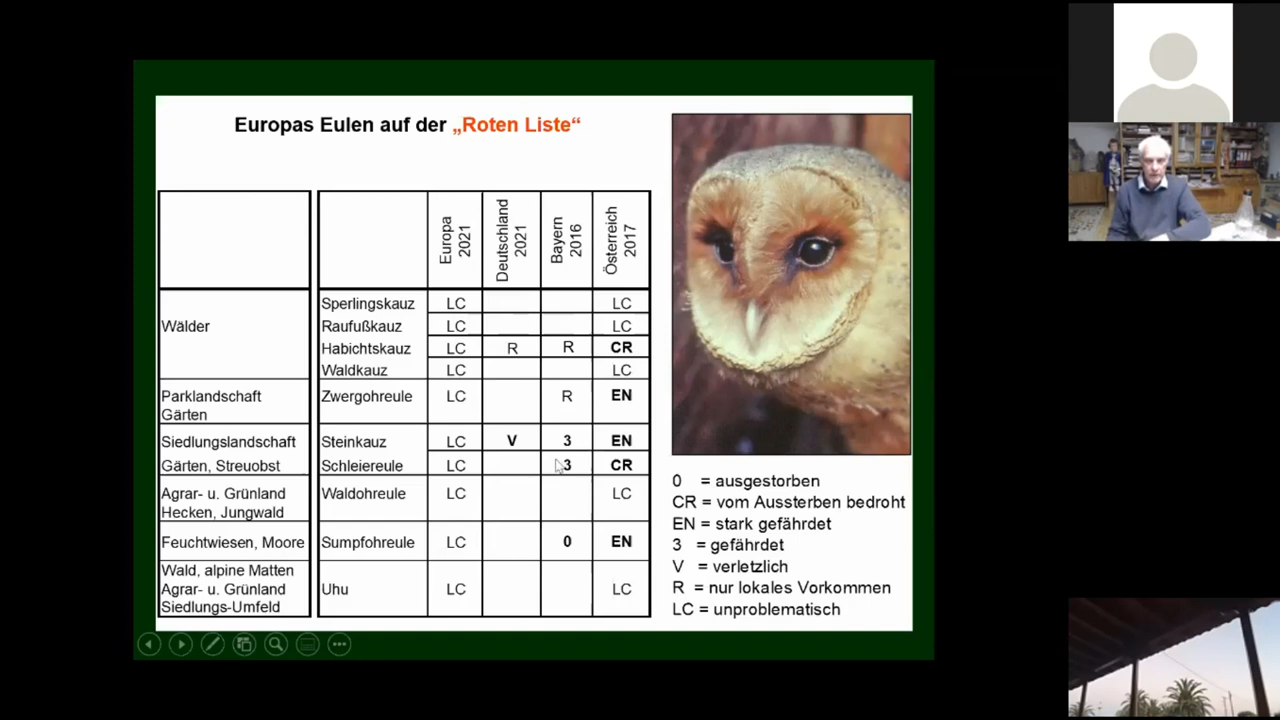 Europas Eulen auf der „Roten Liste“
Europa 2021
Deutschland 2021
Bayern 2016
Österreich 2017
Wälder
Sperlingskauz LC LC
Raufußkauz LC LC
Habichtskauz LC R R CR
Waldkauz LC LC
Parklandschaft
Gärten
Zwergohreule LC R EN
Siedlungslandschaft
Steinkauz LC V 3 EN
Gärten, Streuobst
Schleiereule LC 3 CR
Agrar- u. Grünland
Hecken, Jungwald
Waldohreule LC LC
Feuchtwiesen, Moore
Sumpfohreule LC 0 EN
Wald, alpine Matten
Agrar- u. Grünland
Siedlungs-Umfeld
Uhu LC LC
0 = ausgestorben
CR = vom Aussterben bedroht
EN = stark gefährdet
3 = gefährdet
V = verletzlich
R = nur lokales Vorkommen
LC = unproblematisch